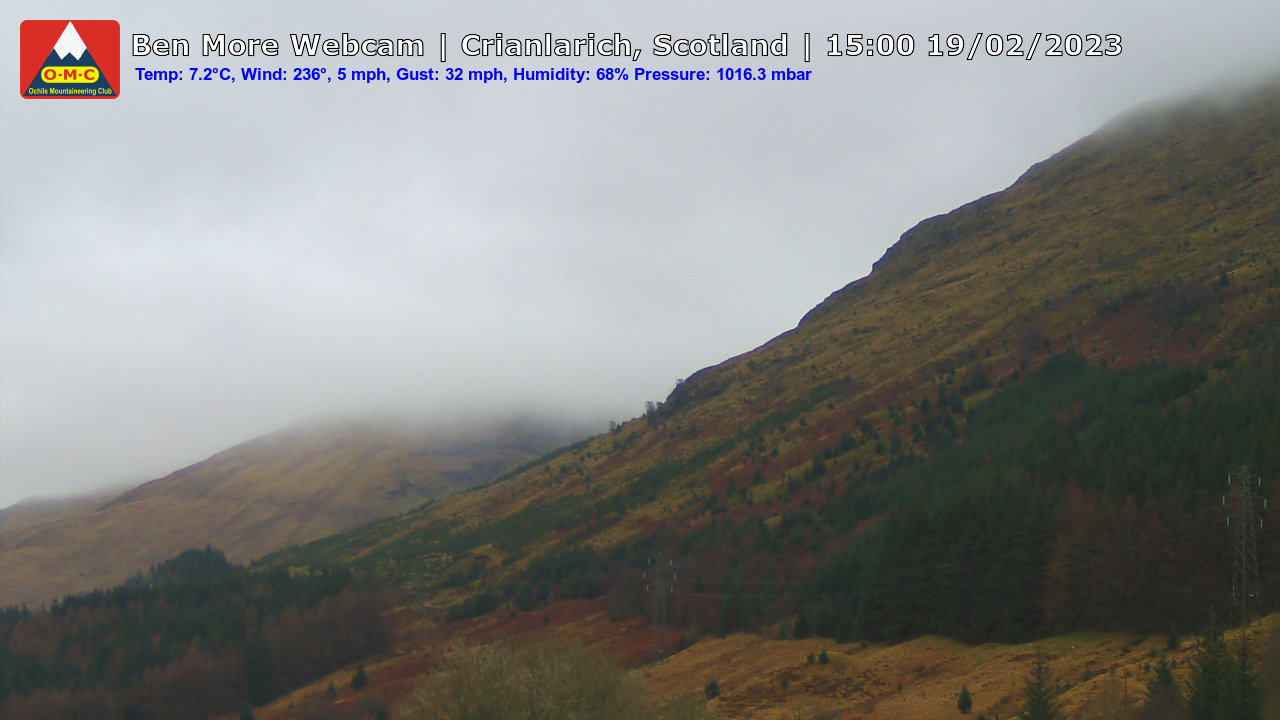 Ben More Webcam | Crianlarich, Scotland | 15:00 19/02/2023
Temp: 7.2°C, Wind: 236°, 5 mph, Gust: 32 mph, Humidity: 68% Pressure: 1016.3 mbar
O-M-C
Ochils Mountaineering Club